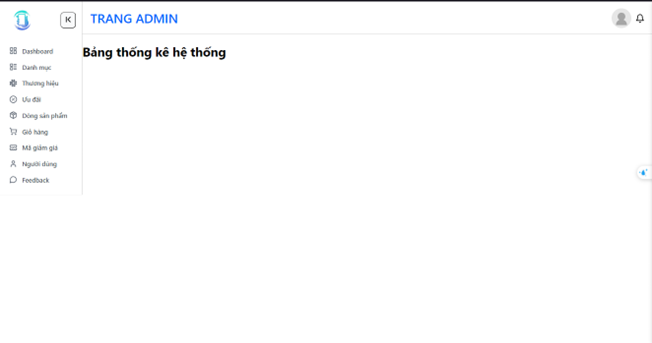 TRANG ADMIN
Bảng thống kê hệ thống
Dashboard
Danh mục
Thương hiệu
Ưu đãi
Dòng sản phẩm
Giỏ hàng
Mã giảm giá
Người dùng
Feedback